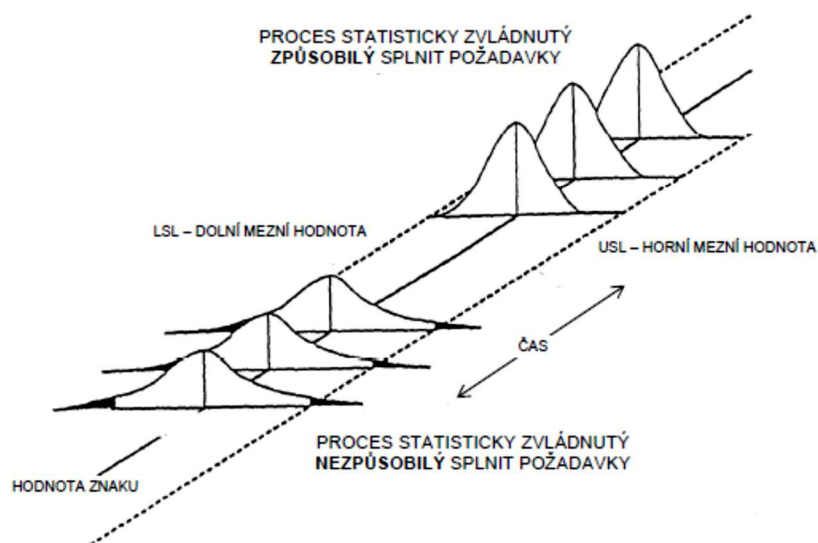 PROCES STATISTICKY ZVLÁDNUTÝ
ZPŮSOBILÝ SPLNIT POŽADAVKY
LSL – DOLNÍ MEZNÍ HODNOTA
USL – HORNÍ MEZNÍ HODNOTA
ČAS
PROCES STATISTICKY ZVLÁDNUTÝ
NEZPŮSOBILÝ SPLNIT POŽADAVKY
HODNOTA ZNAKU